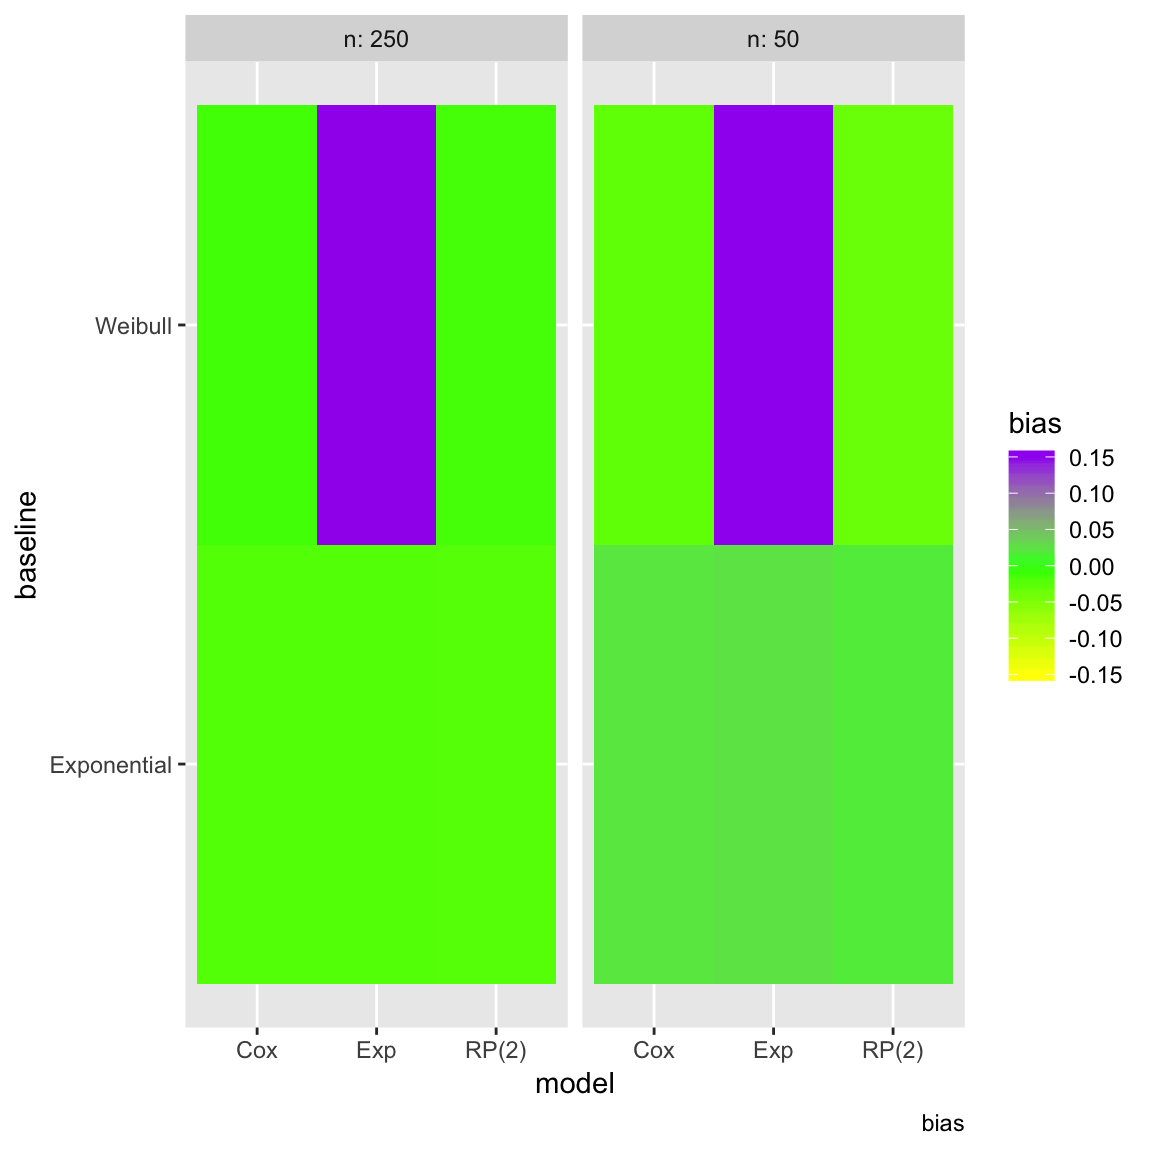 n: 250
n: 50
Weibull
Exponential
baseline
Cox
Exp
RP(2)
Cox
Exp
RP(2)
model
bias
0.15
0.10
0.05
0.00
-0.05
-0.10
-0.15
bias